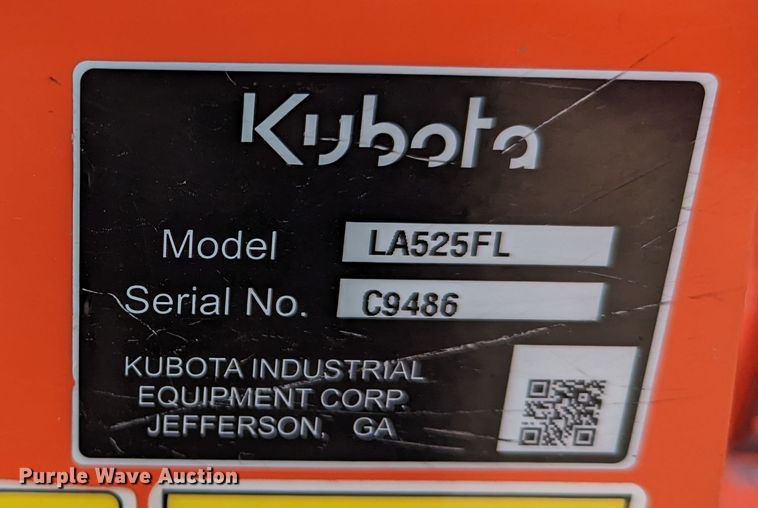 Kubota
Model LA525FL
Serial No. C9486
KUBOTA INDUSTRIAL
EQUIPMENT CORP.
JEFFERSON, GA
Purple Wave Auction